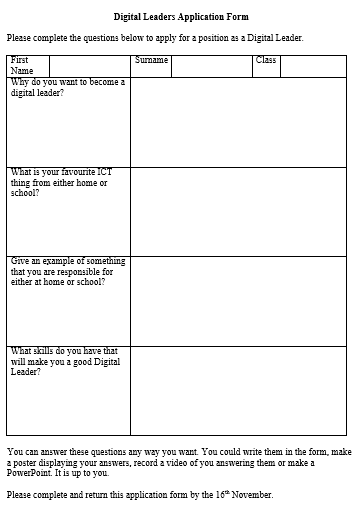 Digital Leaders Application Form
Please complete the questions below to apply for a position as a Digital Leader.
First Name Surname Class
Why do you want to become a
digital leader?
What is your favourite ICT
thing from either home or
school?
Give an example of something
that you are responsible for
either at home or school?
What skills do you have that
will make you a good Digital
Leader?
You can answer these questions any way you want. You could write them in the form, make
a poster displaying your answers, record a video of you answering them or make a
PowerPoint. It is up to you.
Please complete and return this application form by the 16th November.